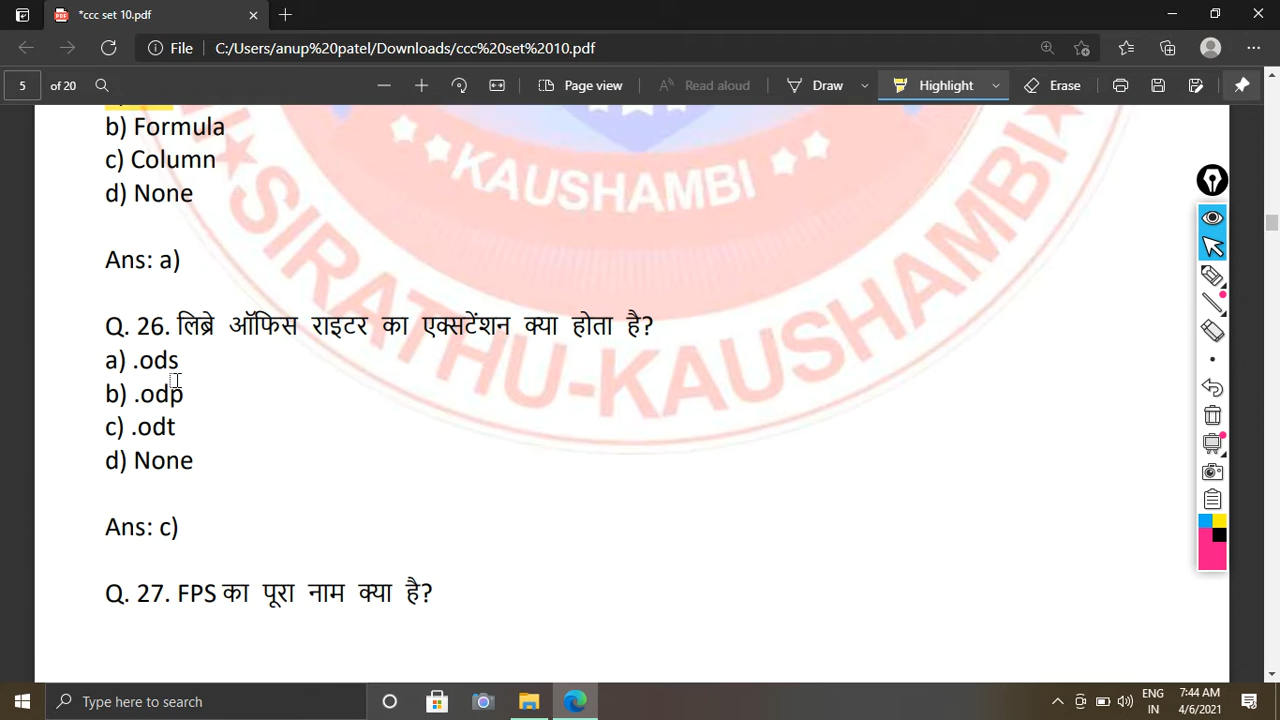 *ccc set 10.pdf
File C:/Users/anup%20patel/Downloads/ccc%20set%2010.pdf
5 of 20 Page view Read aloud Draw Highlight Erase
b) Formula
c) Column
d) None
Ans: a)
Q. 26. लिब्रे ऑफिस राइटर का एक्सटेंशन क्या होता है?
a) .ods
b) .odp
c) .odt
d) None
Ans: c)
Q. 27. FPS का पूरा नाम क्या है?
KAUSHAMBI
SIRATHU-KAUSHAMBI
Type here to search
ENG 7:44 AM
IN 4/6/2021